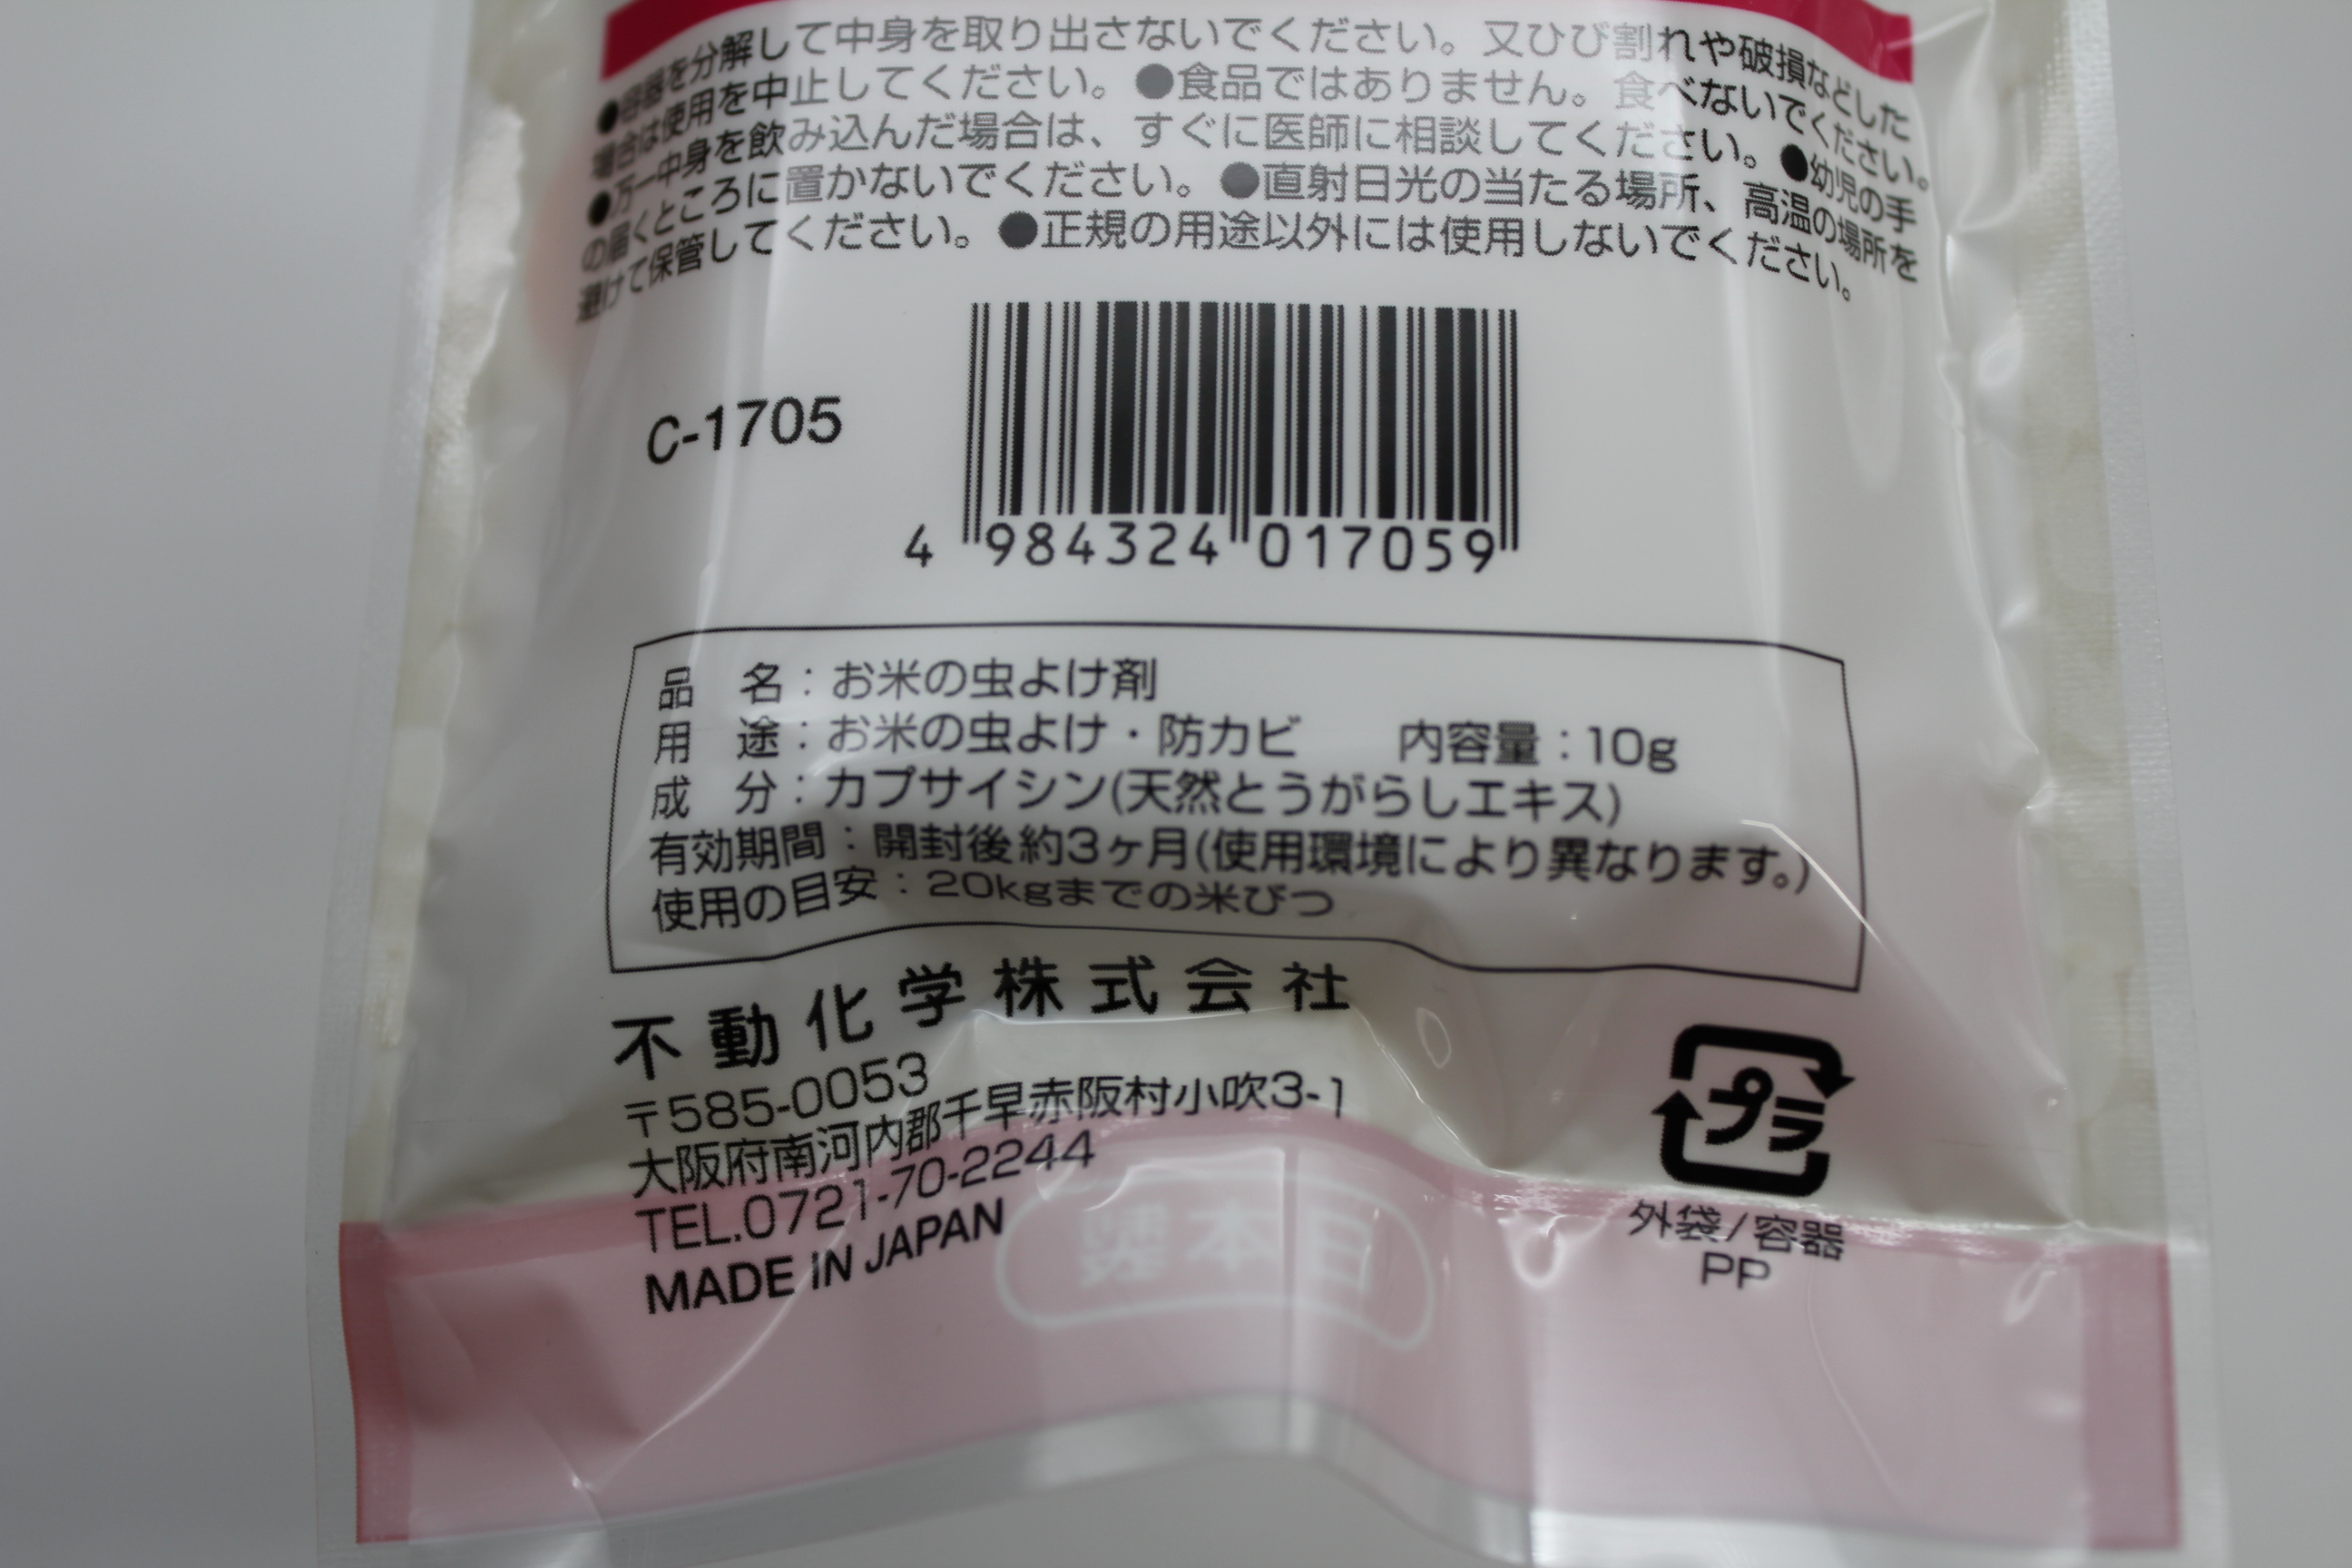 ●容器を分解して中身を取り出さないでください。又ひび割れや破損などした
場合は使用を中止してください。●食品ではありません。食べないでください。
●万一中身を飲み込んだ場合は、すぐに医師に相談してください。●幼児の手
の届くところに置かないでください。●直射日光の当たる場所、高温の場所を
避けて保管してください。●正規の用途以外には使用しないでください。
C-1705
4 984324 017059
品 名：お米の虫よけ剤
用 途：お米の虫よけ・防カビ 内容量：10g
成 分：カプサイシン(天然とうがらしエキス)
有効期間：開封後約3ヶ月(使用環境により異なります。)
使用の目安：20kgまでの米びつ
不動化学株式会社
〒585-0053
大阪府南河内郡千早赤阪村小吹3-1
TEL.0721-70-2244
MADE IN JAPAN
日本製
プラ
外袋/容器
PP